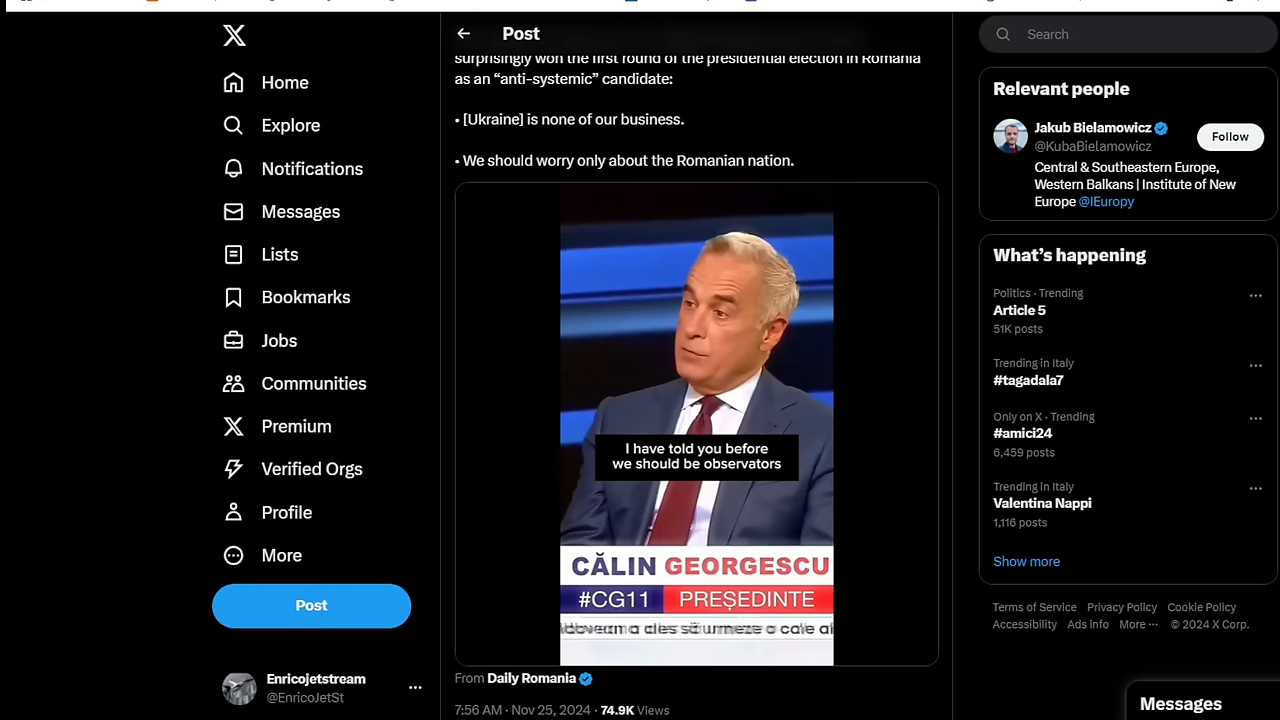 Post
surprisingly won the first round of the presidential election in Romania
as an “anti-systemic” candidate:
• [Ukraine] is none of our business.
• We should worry only about the Romanian nation.
I have told you before
we should be observators
CĂLIN GEORGESCU
#CG11 PREȘEDINTE
From Daily Romania
7:56 AM · Nov 25, 2024 · 74.9K Views
Home
Explore
Notifications
Messages
Lists
Bookmarks
Jobs
Communities
Premium
Verified Orgs
Profile
More
Post
Enricojetstream
@EnricoJetSt
Search
Relevant people
Jakub Bielamowicz
@KubaBielamowicz
Follow
Central & Southeastern Europe,
Western Balkans | Institute of New
Europe @IEuropy
What’s happening
Politics · Trending
Article 5
51K posts
Trending in Italy
#tagadala7
Only on X · Trending
#amici24
6,459 posts
Trending in Italy
Valentina Nappi
1,116 posts
Show more
Terms of Service Privacy Policy Cookie Policy
Accessibility Ads info More ··· © 2024 X Corp.
Messages